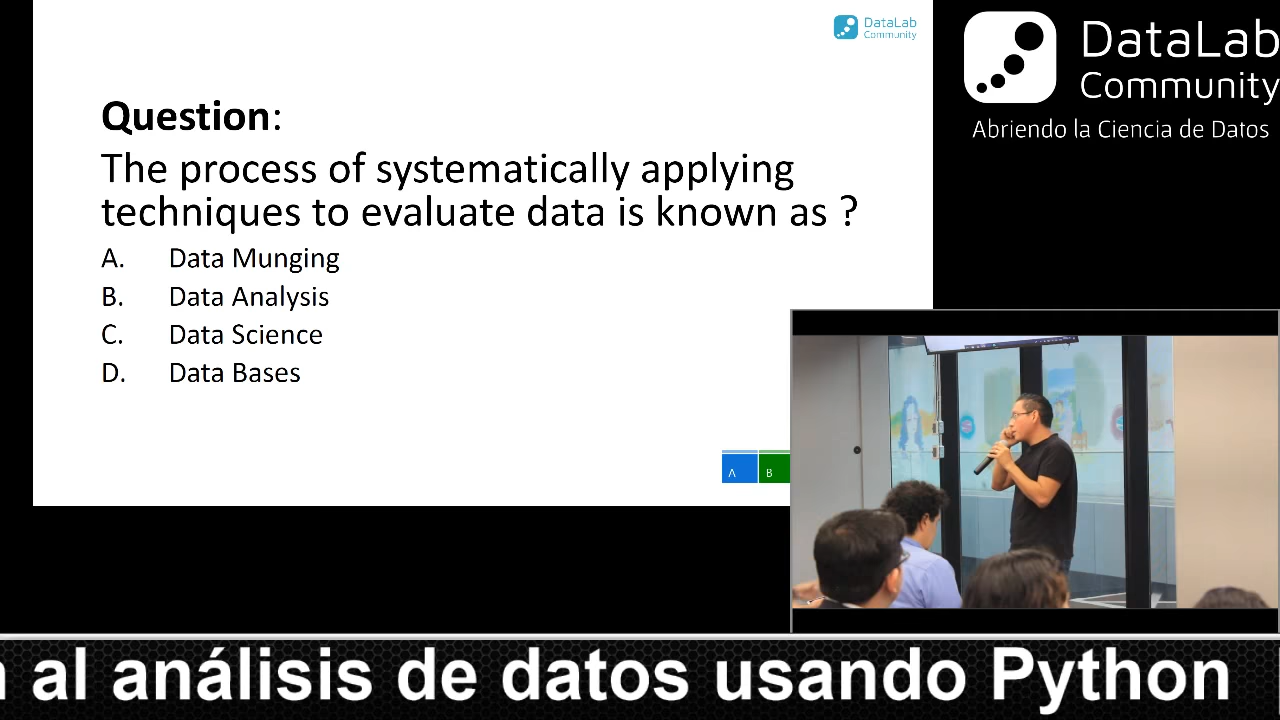 DataLab
Community
Question:
The process of systematically applying
techniques to evaluate data is known as ?
A. Data Munging
B. Data Analysis
C. Data Science
D. Data Bases
A B
DataLab
Community
Abriendo la Ciencia de Datos
al análisis de datos usando Python